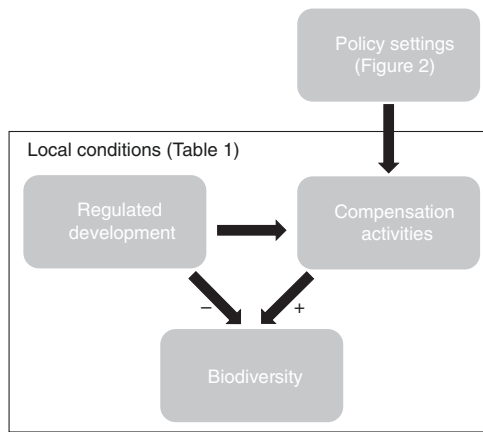 Policy settings
(Figure 2)
Local conditions (Table 1)
Regulated
development
Compensation
activities
–
+
Biodiversity